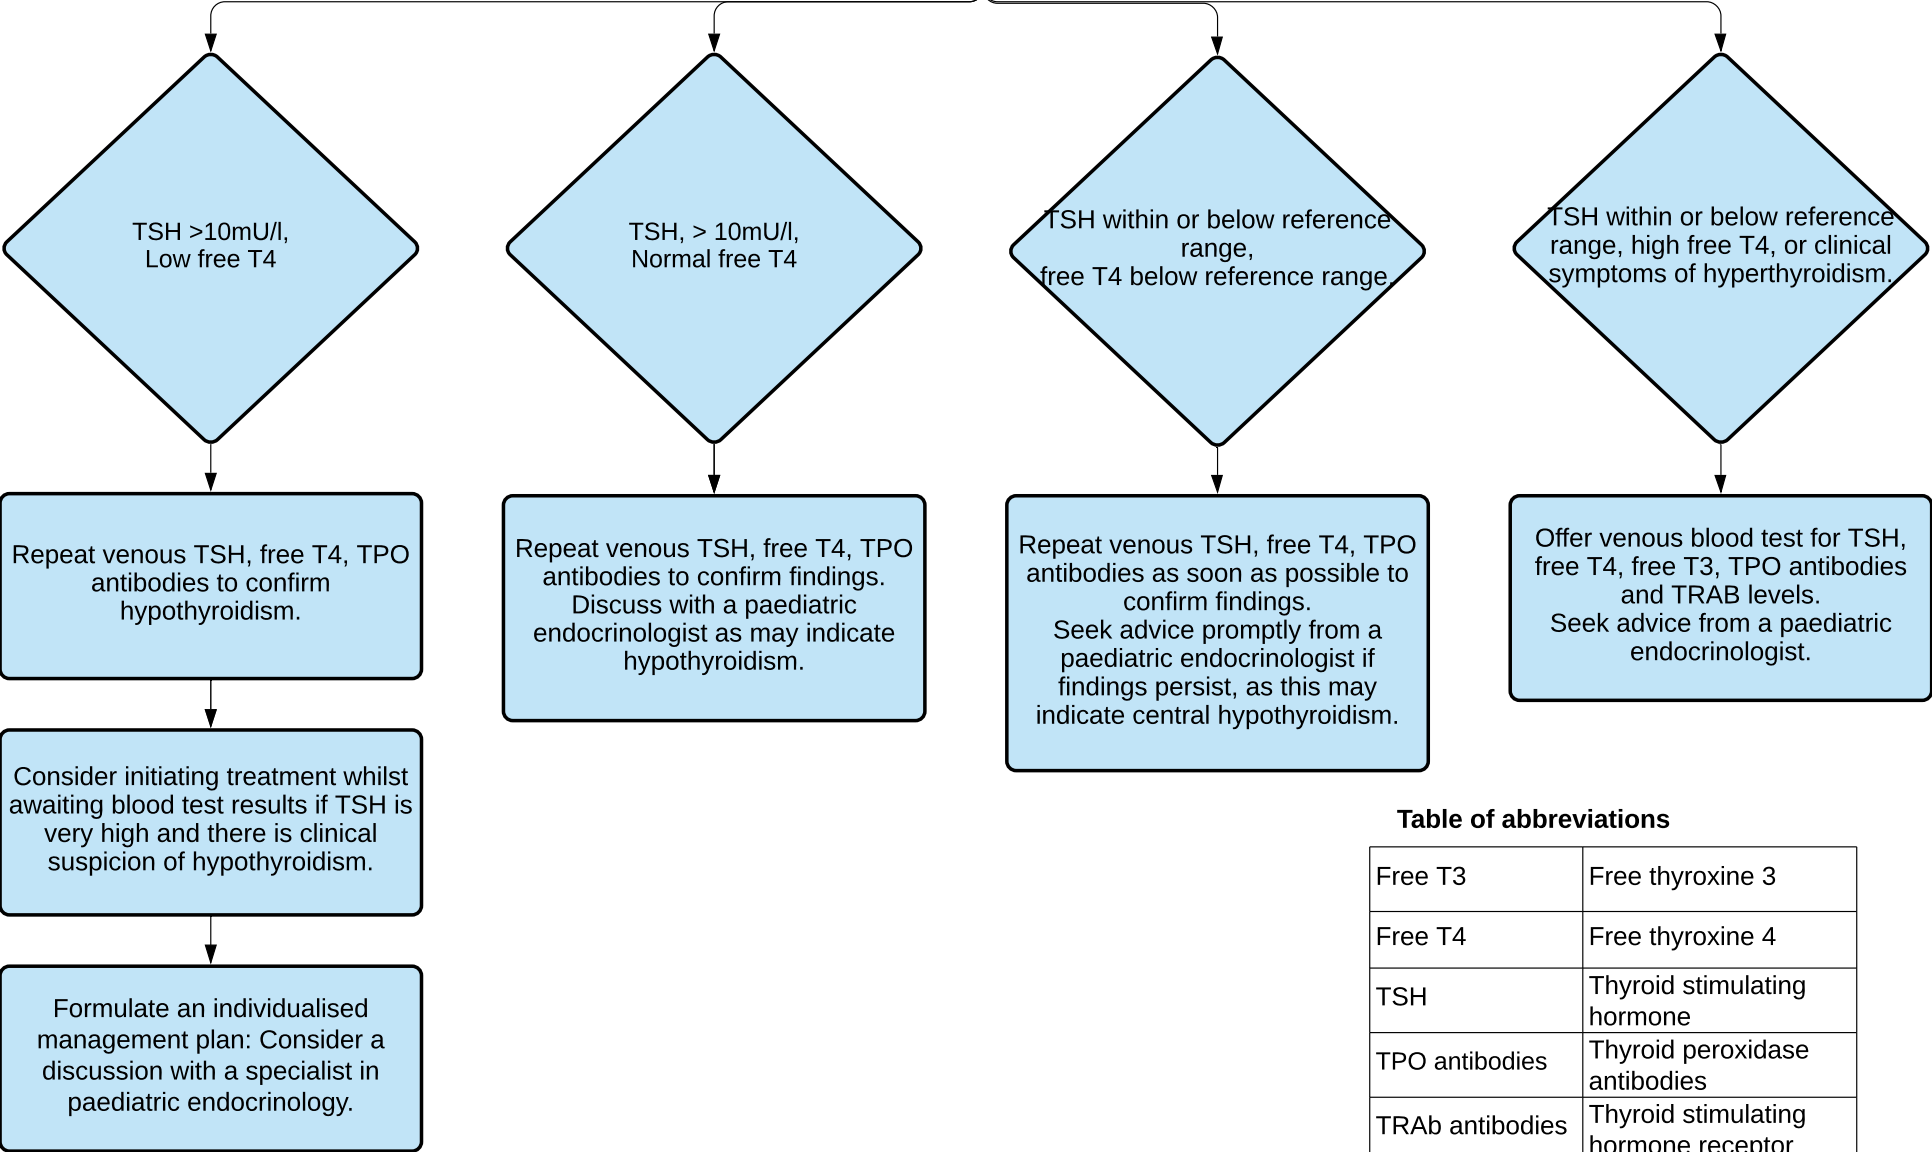 TSH >10mU/l,
Low free T4
TSH, > 10mU/l,
Normal free T4
TSH within or below reference
range,
free T4 below reference range.
TSH within or below reference
range, high free T4, or clinical
symptoms of hyperthyroidism.
Repeat venous TSH, free T4, TPO
antibodies to confirm
hypothyroidism.
Repeat venous TSH, free T4, TPO
antibodies to confirm findings.
Discuss with a paediatric
endocrinologist as may indicate
hypothyroidism.
Repeat venous TSH, free T4, TPO
antibodies as soon as possible to
confirm findings.
Seek advice promptly from a
paediatric endocrinologist if
findings persist, as this may
indicate central hypothyroidism.
Offer venous blood test for TSH,
free T4, free T3, TPO antibodies
and TRAB levels.
Seek advice from a paediatric
endocrinologist.
Consider initiating treatment whilst
awaiting blood test results if TSH is
very high and there is clinical
suspicion of hypothyroidism.
Formulate an individualised
management plan: Consider a
discussion with a specialist in
paediatric endocrinology.
Table of abbreviations
Free T3 Free thyroxine 3
Free T4 Free thyroxine 4
TSH Thyroid stimulating
hormone
TPO antibodies Thyroid peroxidase
antibodies
TRAb antibodies Thyroid stimulating
hormone receptor